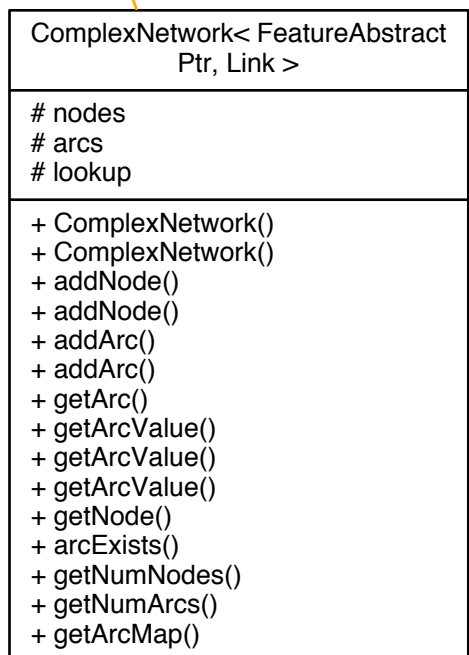 ComplexNetwork< FeatureAbstract
Ptr, Link >
# nodes
# arcs
# lookup
+ ComplexNetwork()
+ ComplexNetwork()
+ addNode()
+ addNode()
+ addArc()
+ addArc()
+ getArc()
+ getArcValue()
+ getArcValue()
+ getArcValue()
+ getNode()
+ arcExists()
+ getNumNodes()
+ getNumArcs()
+ getArcMap()